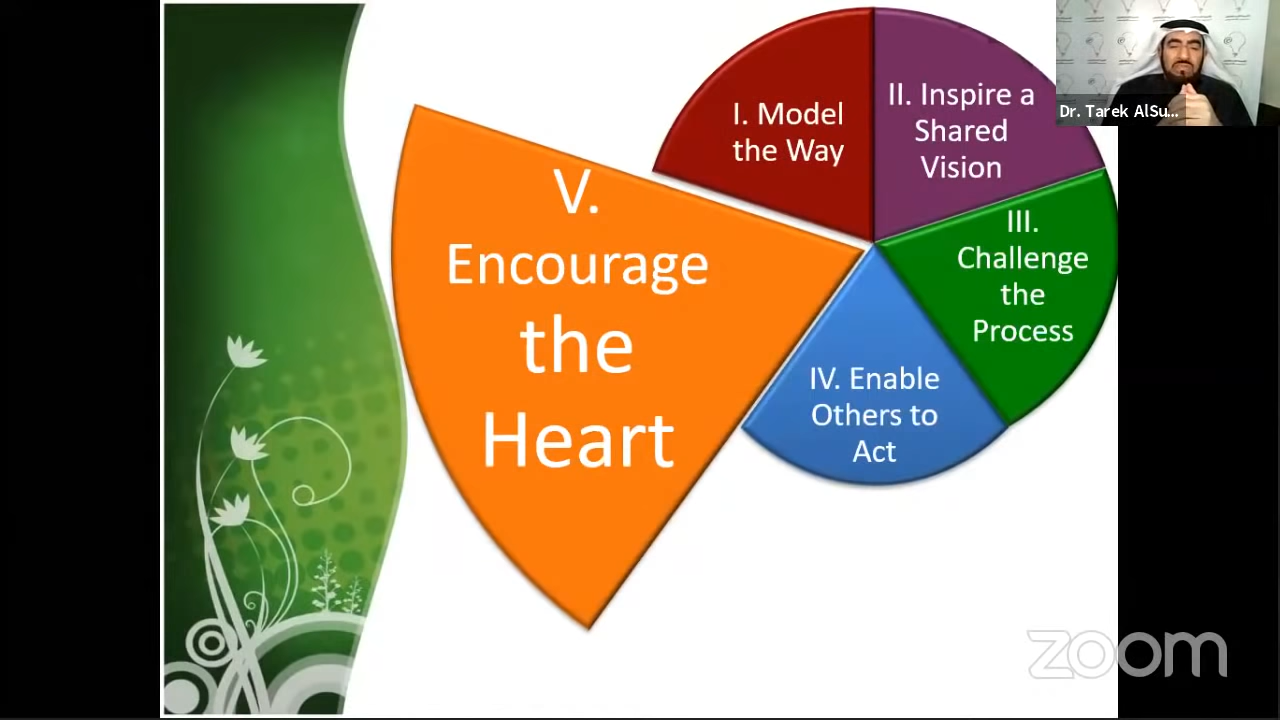 I. Model
the Way
II. Inspire a
Shared
Vision
III.
Challenge
the
Process
IV. Enable
Others to
Act
V.
Encourage
the
Heart
Dr. Tarek AlSu...
zoom